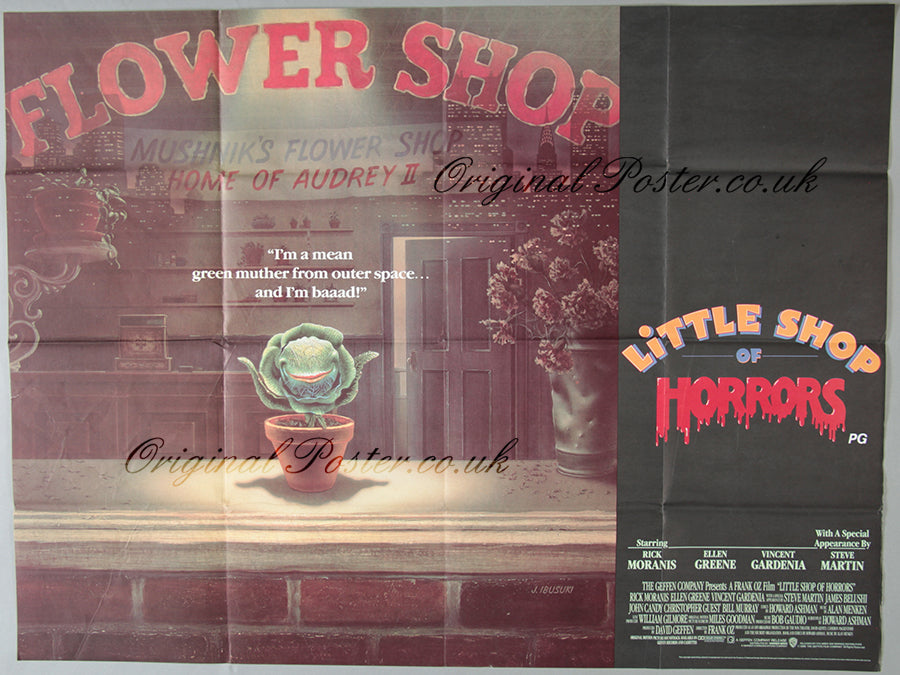 FLOWER SHOP
MUSHNIK'S FLOWER SHOP
HOME OF AUDREY II
Original Poster.co.uk
"I'm a mean
green muther from outer space...
and I'm baaad!"
Original Poster.co.uk
J. IBUSUKI
LiTTLE SHOP
OF
HORRORS
PG
With A Special
Starring Appearance By
RICK ELLEN VINCENT STEVE
MORANIS GREENE GARDENIA MARTIN
THE GEFFEN COMPANY Presents A FRANK OZ Film "LITTLE SHOP OF HORRORS"
RICK MORANIS ELLEN GREENE VINCENT GARDENIA STEVE MARTIN JAMES BELUSHI
JOHN CANDY CHRISTOPHER GUEST BILL MURRAY HOWARD ASHMAN ALAN MENKEN
WILLIAM GILMORE MILES GOODMAN BOB GAUDIO HOWARD ASHMAN
DAVID GEFFEN FRANK OZ
A GEFFEN COMPANY RELEASE